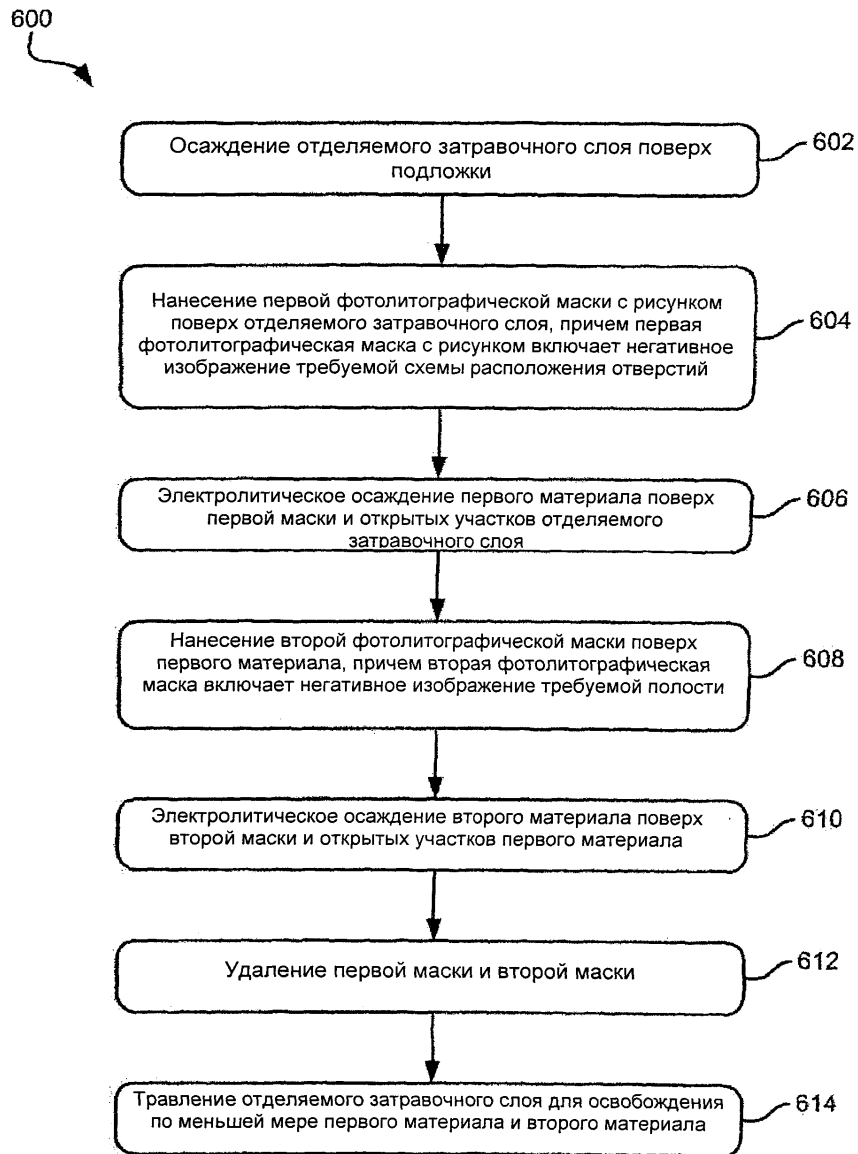 600
Осаждение отделяемого затравочного слоя поверх
подложки
602
Нанесение первой фотолитографической маски с рисунком
поверх отделяемого затравочного слоя, причем первая
фотолитографическая маска с рисунком включает негативное
изображение требуемой схемы расположения отверстий
604
Электролитическое осаждение первого материала поверх
первой маски и открытых участков отделяемого
затравочного слоя
606
Нанесение второй фотолитографической маски поверх
первого материала, причем вторая фотолитографическая
маска включает негативное изображение требуемой полости
608
Электролитическое осаждение второго материала поверх
второй маски и открытых участков первого материала
610
Удаление первой маски и второй маски
612
Травление отделяемого затравочного слоя для освобождения
по меньшей мере первого материала и второго материала
614